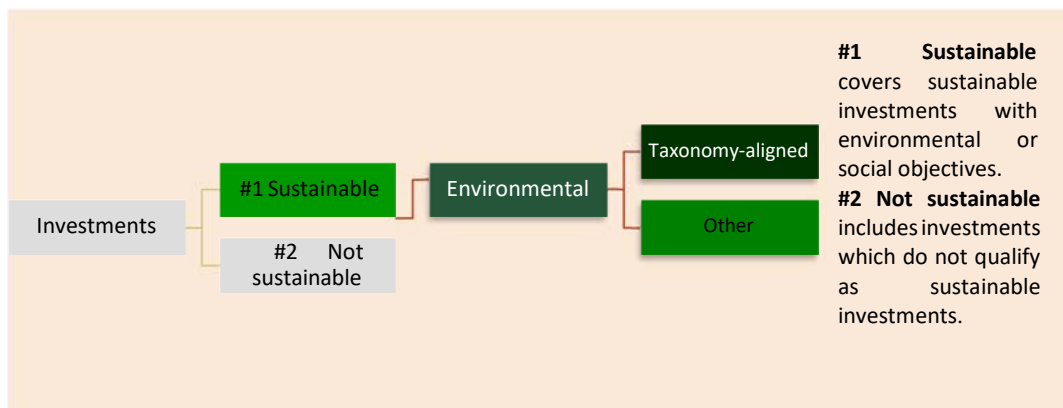 Investments
#1 Sustainable
#2 Not
sustainable
Environmental
Taxonomy-aligned
Other
#1 Sustainable
covers sustainable
investments with
environmental or
social objectives.
#2 Not sustainable
includes investments
which do not qualify
as sustainable
investments.